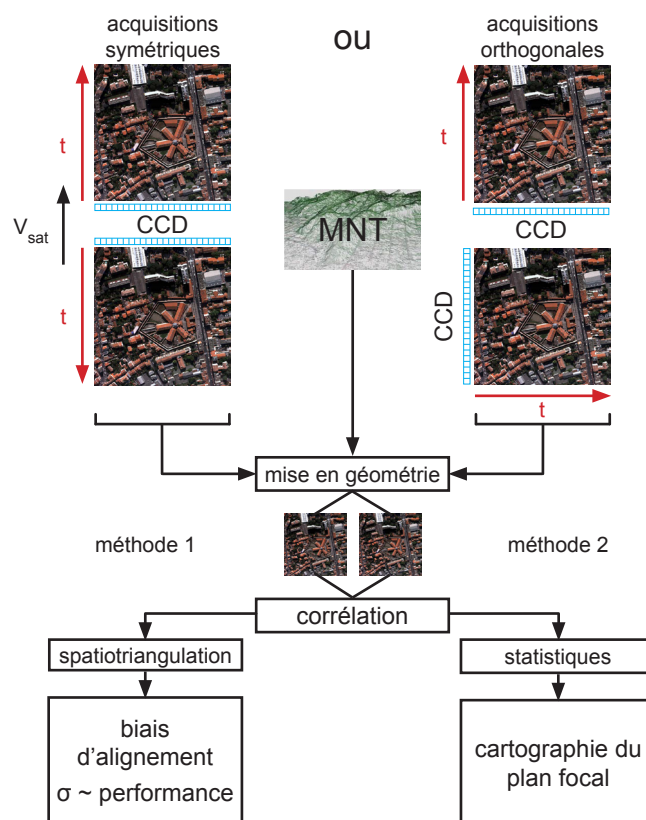 acquisitions
symétriques
ou
acquisitions
orthogonales
t
t
V_sat
CCD
MNT
CCD
t
CCD
t
mise en géométrie
méthode 1
méthode 2
corrélation
spatiotriangulation
statistiques
biais
d'alignement
σ ~ performance
cartographie du
plan focal